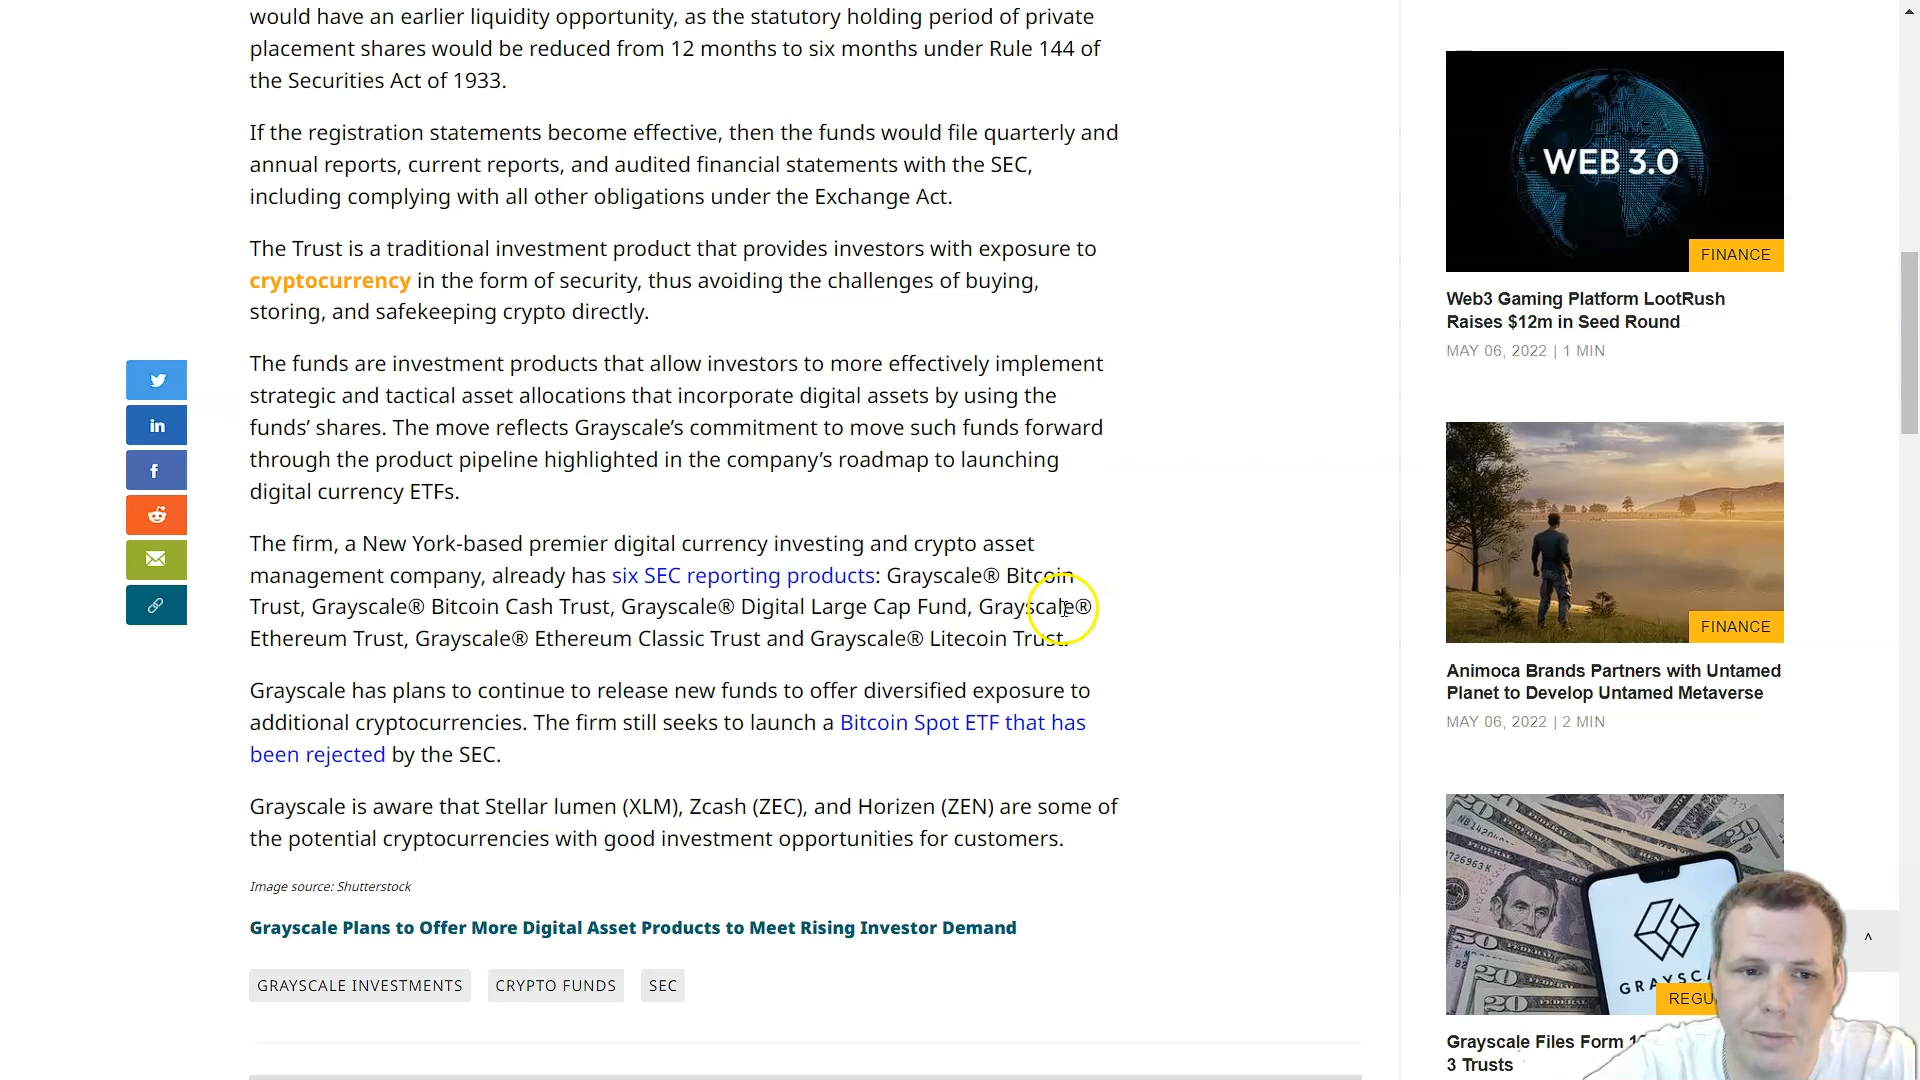 would have an earlier liquidity opportunity, as the statutory holding period of private
placement shares would be reduced from 12 months to six months under Rule 144 of
the Securities Act of 1933.
If the registration statements become effective, then the funds would file quarterly and
annual reports, current reports, and audited financial statements with the SEC,
including complying with all other obligations under the Exchange Act.
The Trust is a traditional investment product that provides investors with exposure to
cryptocurrency in the form of security, thus avoiding the challenges of buying,
storing, and safekeeping crypto directly.
The funds are investment products that allow investors to more effectively implement
strategic and tactical asset allocations that incorporate digital assets by using the
funds’ shares. The move reflects Grayscale’s commitment to move such funds forward
through the product pipeline highlighted in the company’s roadmap to launching
digital currency ETFs.
The firm, a New York-based premier digital currency investing and crypto asset
management company, already has six SEC reporting products: Grayscale® Bitcoin
Trust, Grayscale® Bitcoin Cash Trust, Grayscale® Digital Large Cap Fund, Grayscale®
Ethereum Trust, Grayscale® Ethereum Classic Trust and Grayscale® Litecoin Trust.
Grayscale has plans to continue to release new funds to offer diversified exposure to
additional cryptocurrencies. The firm still seeks to launch a Bitcoin Spot ETF that has
been rejected by the SEC.
Grayscale is aware that Stellar lumen (XLM), Zcash (ZEC), and Horizen (ZEN) are some of
the potential cryptocurrencies with good investment opportunities for customers.
Image source: Shutterstock
Grayscale Plans to Offer More Digital Asset Products to Meet Rising Investor Demand
GRAYSCALE INVESTMENTS
CRYPTO FUNDS
SEC
WEB 3.0
FINANCE
Web3 Gaming Platform LootRush
Raises $12m in Seed Round
MAY 06, 2022 | 1 MIN
FINANCE
Animoca Brands Partners with Untamed
Planet to Develop Untamed Metaverse
MAY 06, 2022 | 2 MIN
20
50
20
20
GRAYSCA
REGU
Grayscale Files Form
3 Trusts